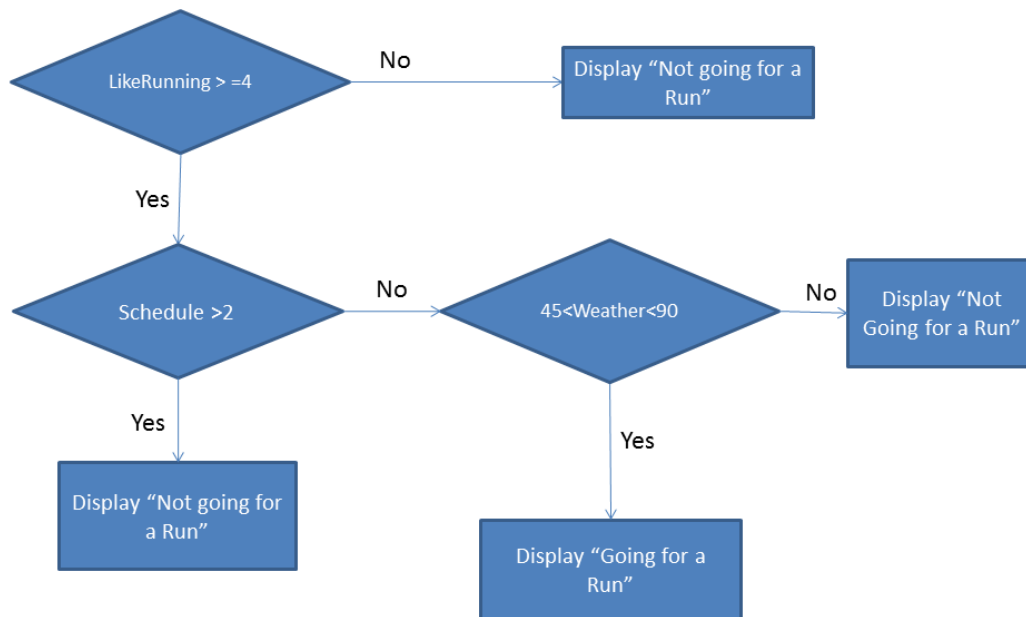 LikeRunning > =4
No
Display “Not going for a
Run”
Yes
Schedule >2
No
45<Weather<90
No
Display “Not
Going for a Run”
Yes
Display “Not going for
a Run”
Yes
Display “Going for a
Run”